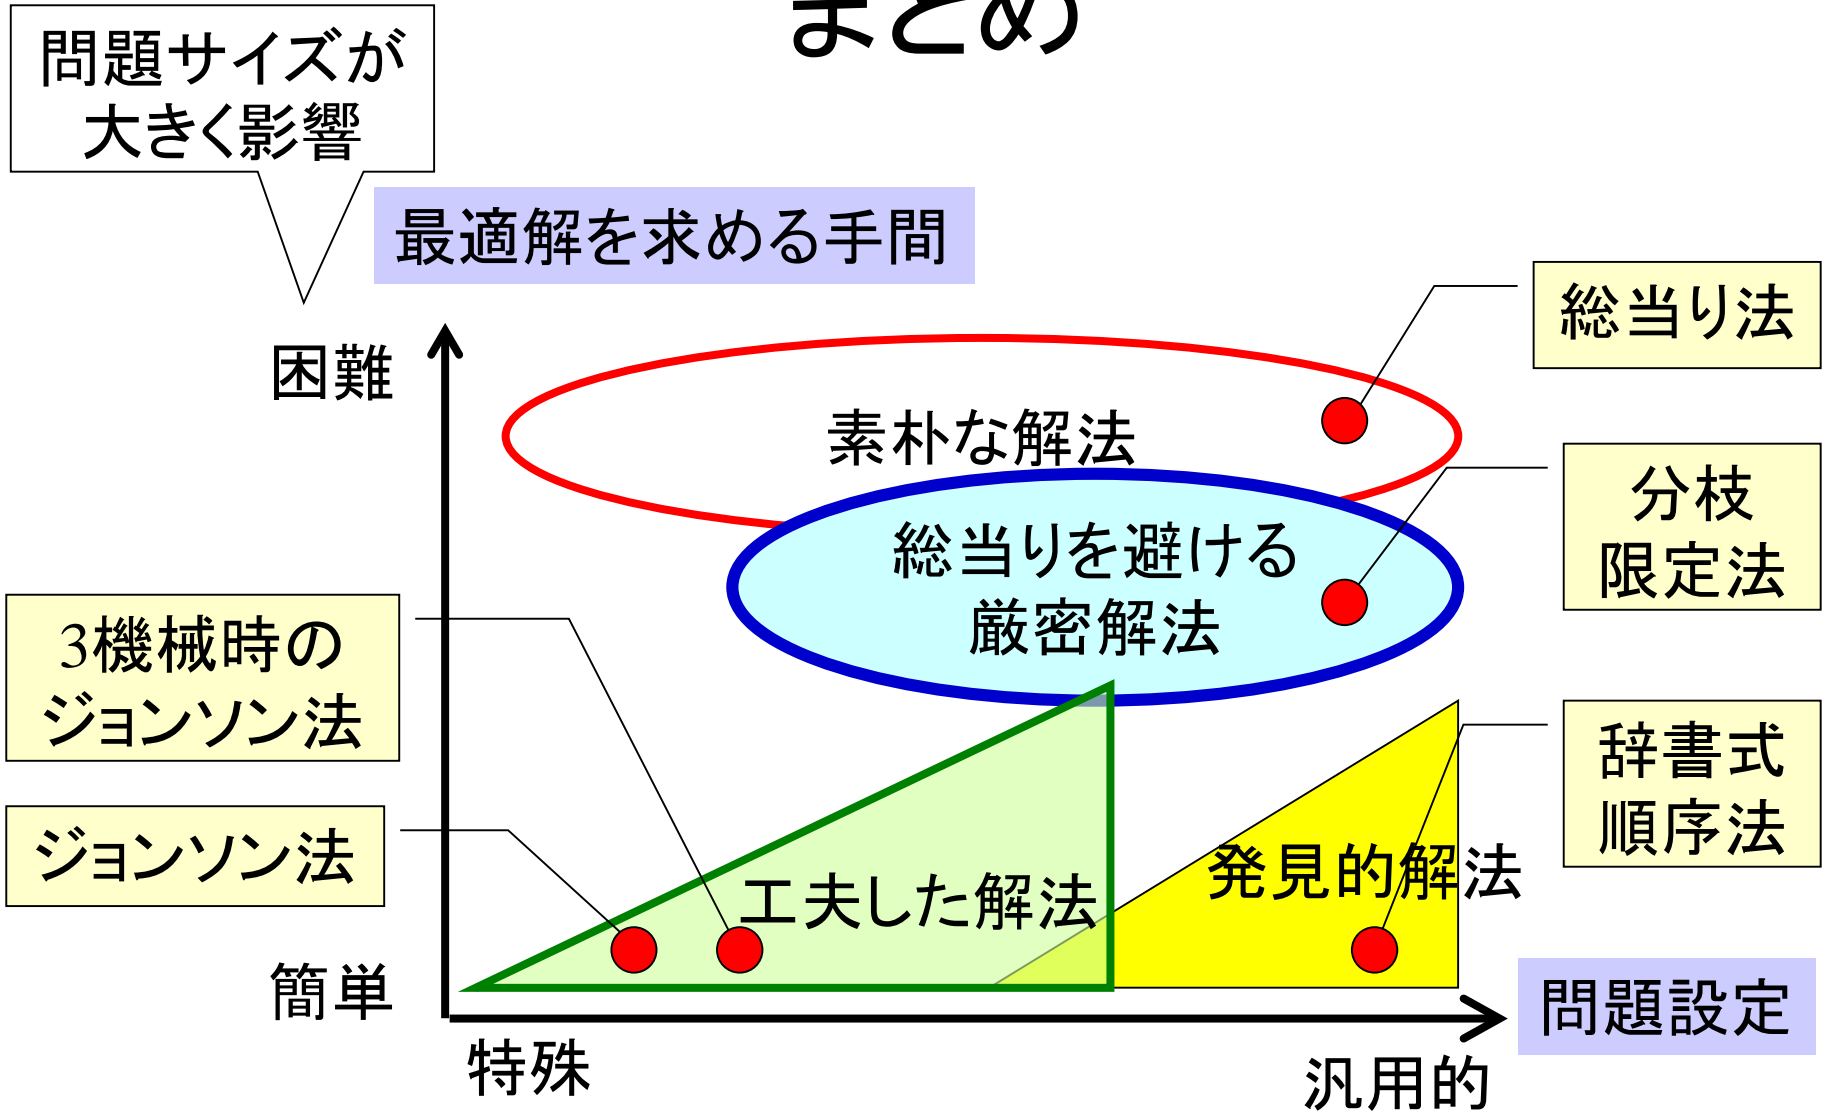 まとめ
問題サイズが
大きく影響
最適解を求める手間
総当り法
困難
素朴な解法
分枝
限定法
総当りを避ける
厳密解法
3機械時の
ジョンソン法
辞書式
順序法
ジョンソン法
発見的解法
工夫した解法
簡単
問題設定
特殊
汎用的